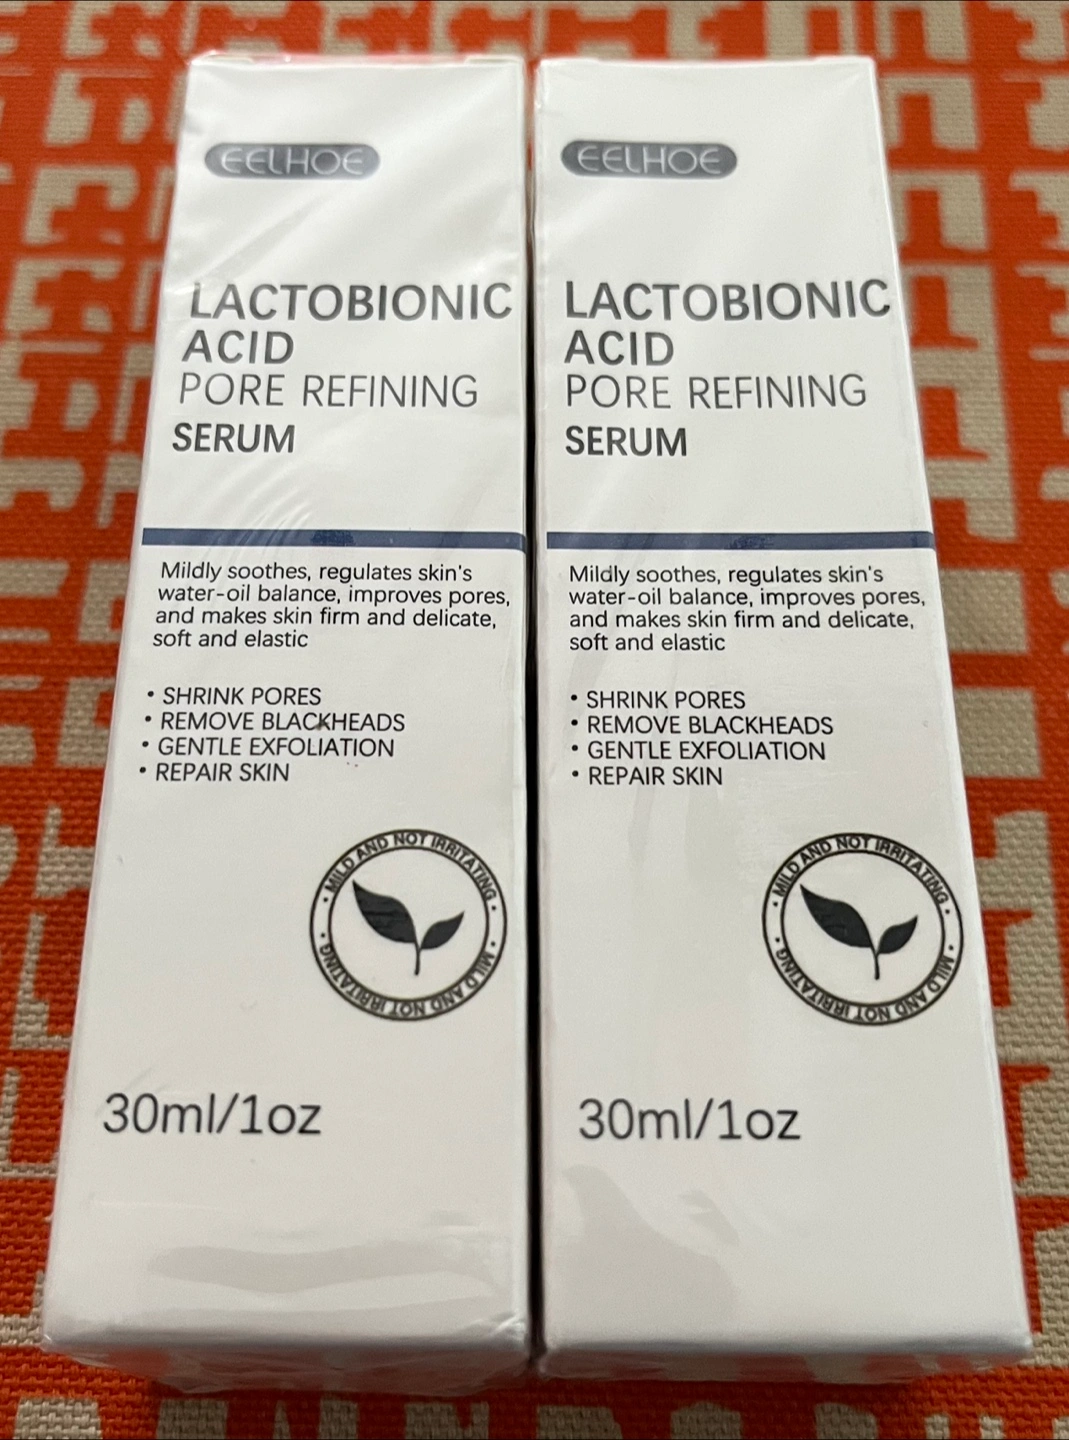 EELHOE
LACTOBIONIC
ACID
PORE REFINING
SERUM
Mildly soothes, regulates skin's
water-oil balance, improves pores,
and makes skin firm and delicate,
soft and elastic
• SHRINK PORES
• REMOVE BLACKHEADS
• GENTLE EXFOLIATION
• REPAIR SKIN
• MILD AND NOT IRRITATING •
• MILD AND NOT IRRITATING •
30ml/1oz
EELHOE
LACTOBIONIC
ACID
PORE REFINING
SERUM
Mildly soothes, regulates skin's
water-oil balance, improves pores,
and makes skin firm and delicate,
soft and elastic
• SHRINK PORES
• REMOVE BLACKHEADS
• GENTLE EXFOLIATION
• REPAIR SKIN
• MILD AND NOT IRRITATING •
• MILD AND NOT IRRITATING •
30ml/1oz